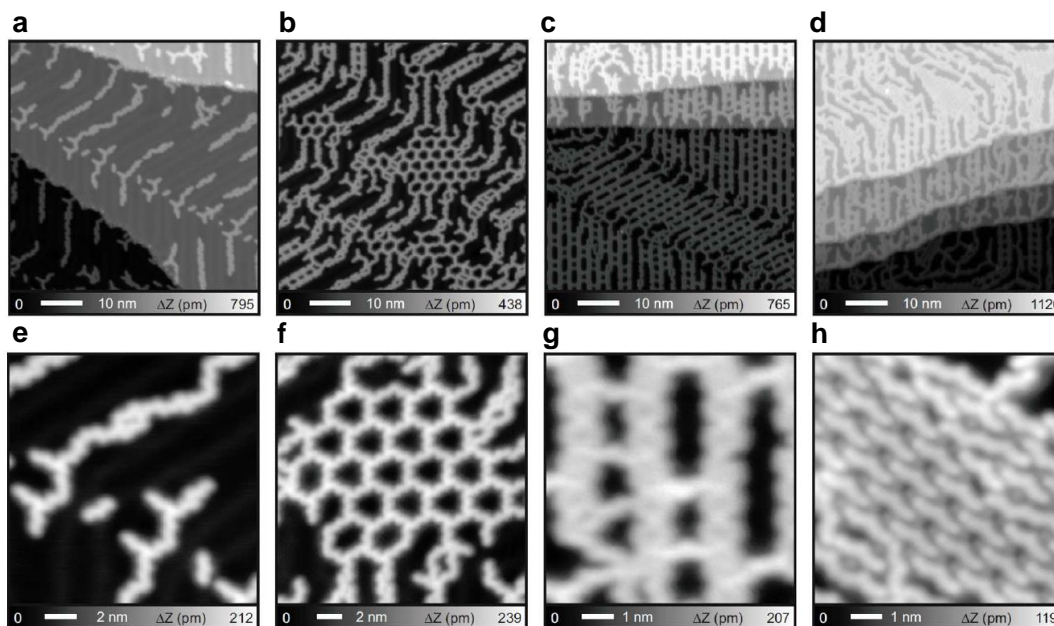 a b c d
0 10 nm ΔZ (pm) 795
0 10 nm ΔZ (pm) 438
0 10 nm ΔZ (pm) 765
0 10 nm ΔZ (pm) 1120
e f g h
0 2 nm ΔZ (pm) 212
0 2 nm ΔZ (pm) 239
0 1 nm ΔZ (pm) 207
0 1 nm ΔZ (pm) 119